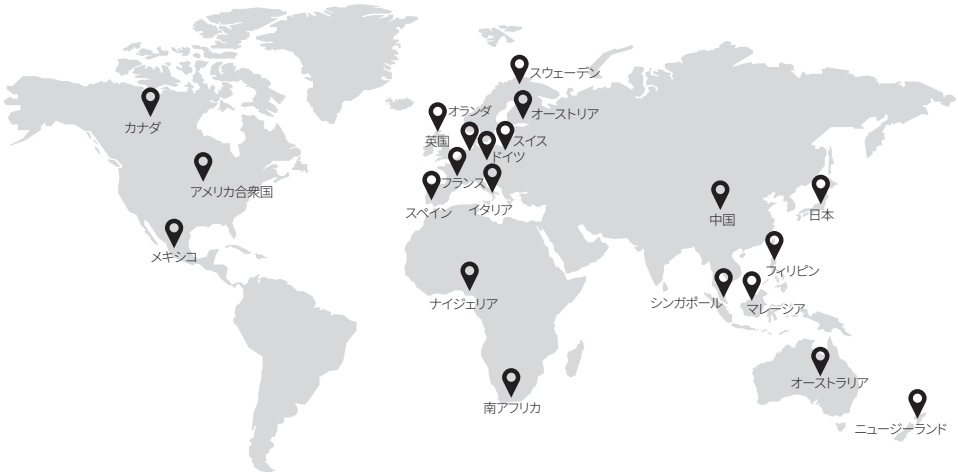 スウェーデン
オランダ
オーストリア
カナダ
英国
スイス
ドイツ
フランス
アメリカ合衆国
スペイン
イタリア
中国
日本
メキシコ
フィリピン
ナイジェリア
シンガポール
マレーシア
オーストラリア
南アフリカ
ニュージーランド